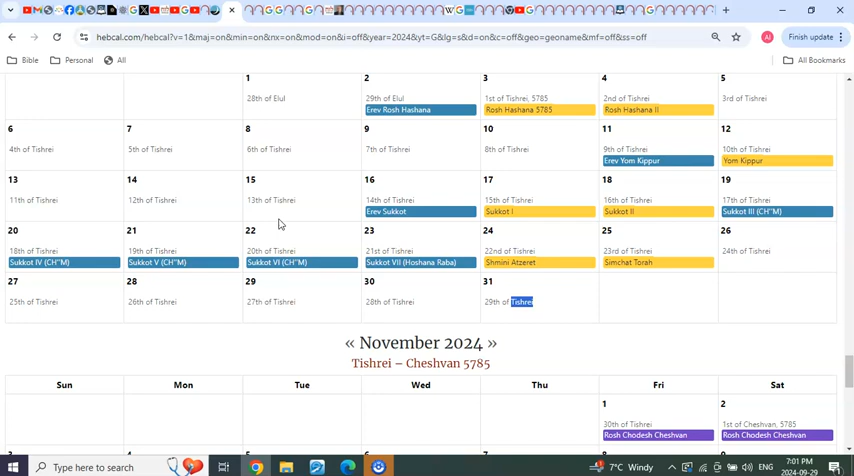 Finish update
hebcal.com/hebcal?v=1&maj=on&min=on&nx=on&mod=on&i=off&year=2024&yt=G&lg=s&d=on&c=off&geo=geoname&mf=off&ss=off
Bible Personal All All Bookmarks
1 2 3 4 5
28th of Elul 29th of Elul 1st of Tishrei, 5785 2nd of Tishrei 3rd of Tishrei
Erev Rosh Hashana Rosh Hashana 5785 Rosh Hashana II
6 7 8 9 10 11 12
4th of Tishrei 5th of Tishrei 6th of Tishrei 7th of Tishrei 8th of Tishrei 9th of Tishrei 10th of Tishrei
Erev Yom Kippur Yom Kippur
13 14 15 16 17 18 19
11th of Tishrei 12th of Tishrei 13th of Tishrei 14th of Tishrei 15th of Tishrei 16th of Tishrei 17th of Tishrei
Erev Sukkot Sukkot I Sukkot II Sukkot III (CH''M)
20 21 22 23 24 25 26
18th of Tishrei 19th of Tishrei 20th of Tishrei 21st of Tishrei 22nd of Tishrei 23rd of Tishrei 24th of Tishrei
Sukkot IV (CH''M) Sukkot V (CH''M) Sukkot VI (CH''M) Sukkot VII (Hoshana Raba) Shmini Atzeret Simchat Torah
27 28 29 30 31
25th of Tishrei 26th of Tishrei 27th of Tishrei 28th of Tishrei 29th of Tishrei
« November 2024 »
Tishrei – Cheshvan 5785
Sun Mon Tue Wed Thu Fri Sat
1 2
30th of Tishrei 1st of Cheshvan, 5785
Rosh Chodesh Cheshvan Rosh Chodesh Cheshvan
Type here to search 7°C Windy ENG 7:01 PM
2024-09-29